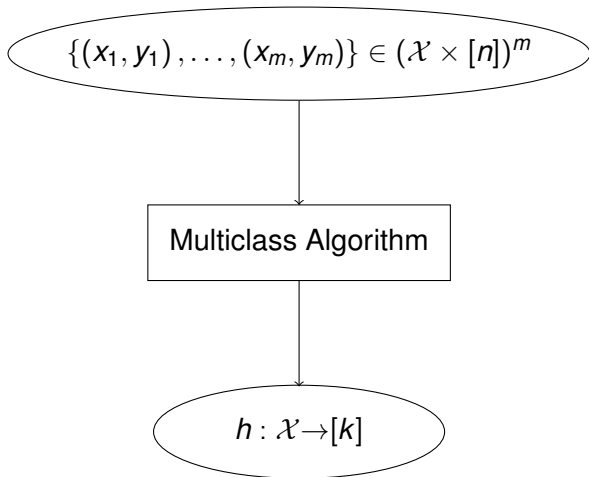 {(x₁, y₁), . . . , (xₘ, yₘ)} ∈ (𝒳 × [n])ᵐ
Multiclass Algorithm
h : 𝒳→[k]